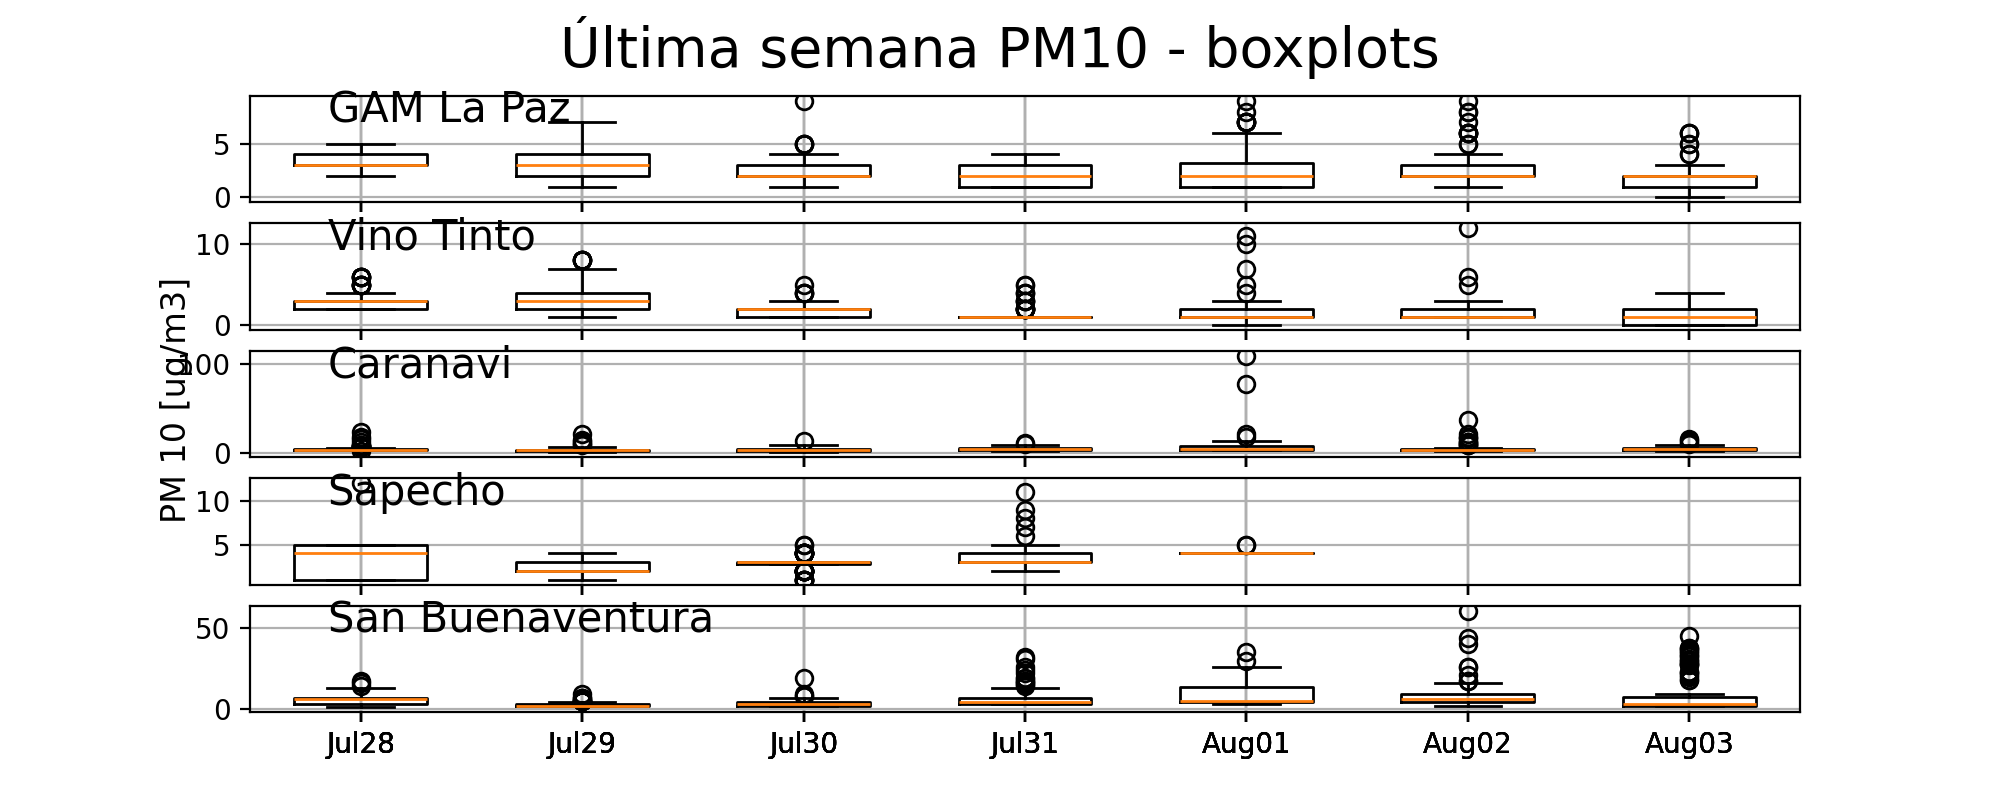 Última semana PM10 - boxplots
GAM La Paz
5
0
Vino Tinto
10
0
PM 10 [ug/m3]
Caranavi
100
0
Sapecho
10
5
San Buenaventura
50
0
Jul28 Jul29 Jul30 Jul31 Aug01 Aug02 Aug03